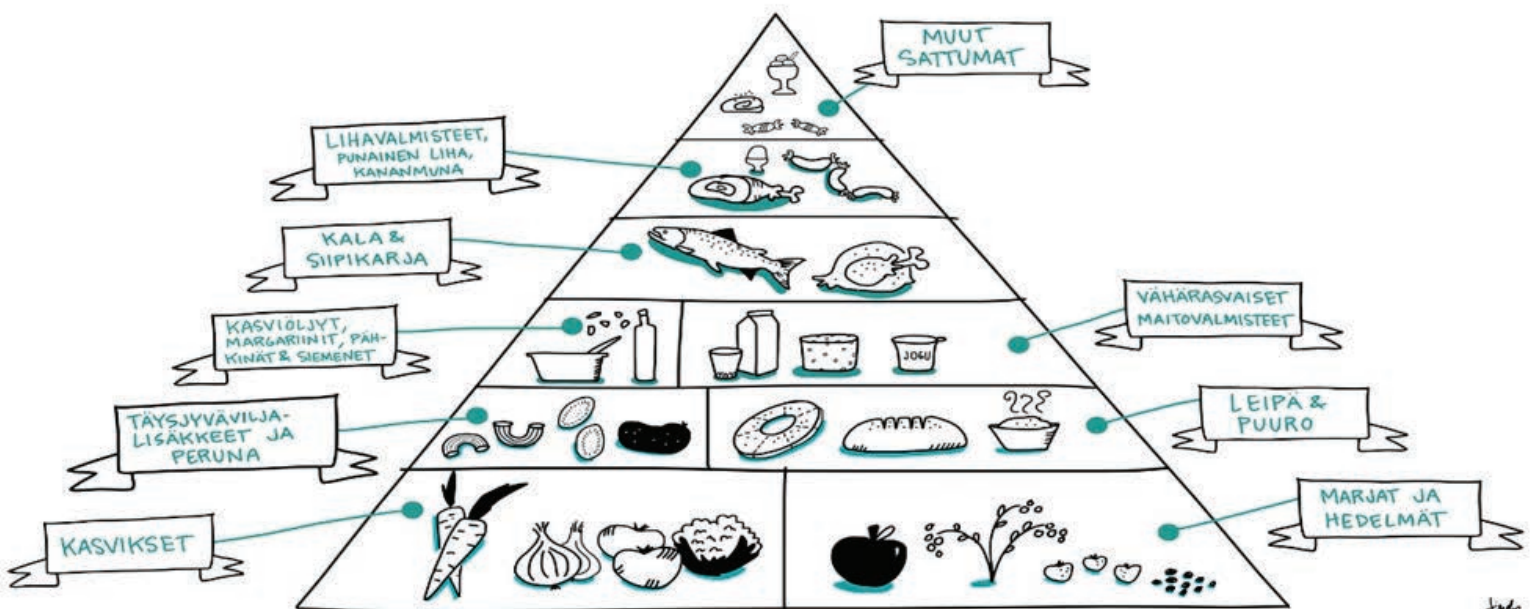 MUUT
SATTUMAT
LIHAVALMISTEET,
PUNAINEN LIHA,
KANANMUNA
KALA &
SIIPIKARJA
KASVIÖLJYT,
MARGARIINIT, PÄH-
KINÄT & SIEMENET
VÄHÄRASVAISET
MAITOVALMISTEET
JOGU
TÄYSJYVÄVILJA-
LISÄKKEET JA
PERUNA
LEIPÄ &
PUURO
KASVIKSET
MARJAT JA
HEDELMÄT